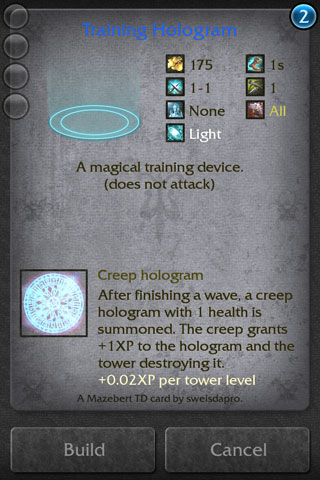 2
Training Hologram
175
1s
1-1
1
None
All
Light
A magical training device.
(does not attack)
Creep hologram
After finishing a wave, a creep
hologram with 1 health is
summoned. The creep grants
+1XP to the hologram and the
tower destroying it.
+0.02XP per tower level
A Mazebert TD card by sweisdapro.
Build
Cancel